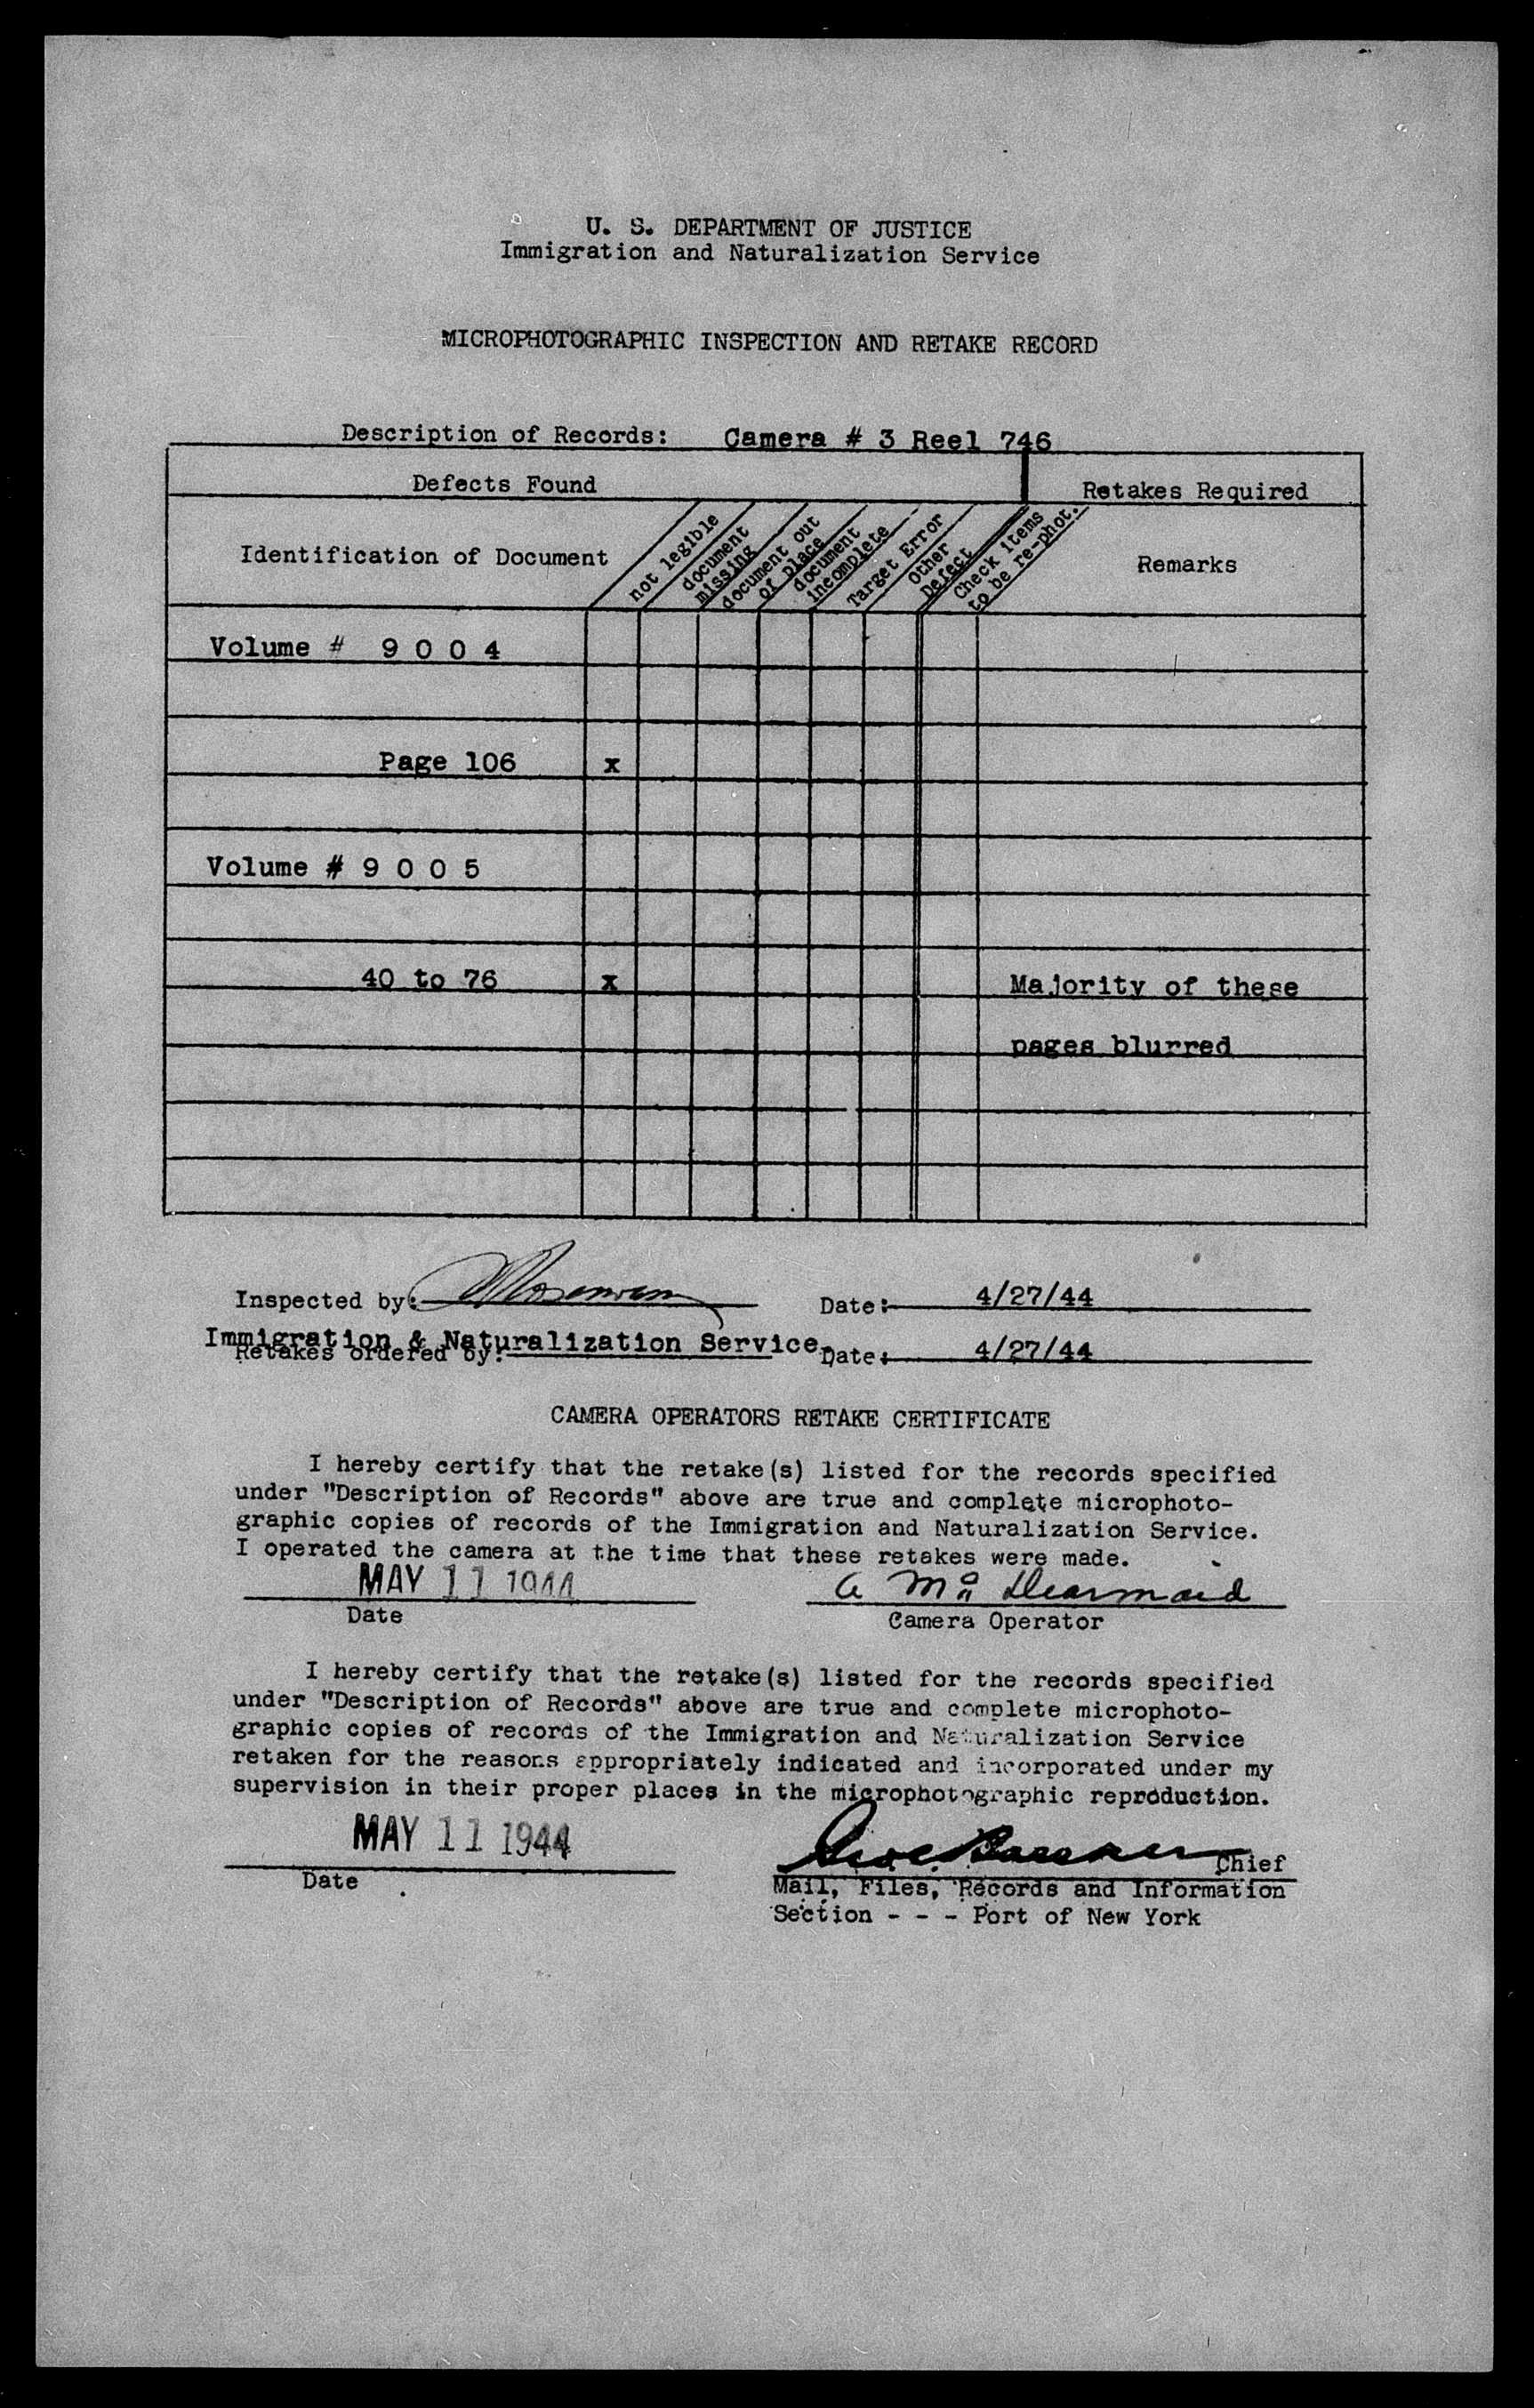 U. S. DEPARTMENT OF JUSTICE
Immigration and Naturalization Service
MICROPHOTOGRAPHIC INSPECTION AND RETAKE RECORD
Description of Records: Camera # 3 Reel 746
Defects Found
Retakes Required
Identification of Document
not legible
document missing
document out of place
document incomplete
Target Error
Other Defect
Check items to be re-phot.
Remarks
Volume # 9 0 0 4
Page 106 x
Volume # 9 0 0 5
40 to 76 x Majority of these
pages blurred
Inspected by: Date: 4/27/44
Immigration & Naturalization Service.
Retakes ordered by: Date: 4/27/44
CAMERA OPERATORS RETAKE CERTIFICATE
I hereby certify that the retake(s) listed for the records specified
under "Description of Records" above are true and complete microphoto-
graphic copies of records of the Immigration and Naturalization Service.
I operated the camera at the time that these retakes were made.
MAY 11 1944
Date
Camera Operator
I hereby certify that the retake(s) listed for the records specified
under "Description of Records" above are true and complete microphoto-
graphic copies of records of the Immigration and Naturalization Service
retaken for the reasons appropriately indicated and incorporated under my
supervision in their proper places in the microphotographic reproduction.
MAY 11 1944
Date
Chief
Mail, Files, Records and Information
Section - - - Port of New York